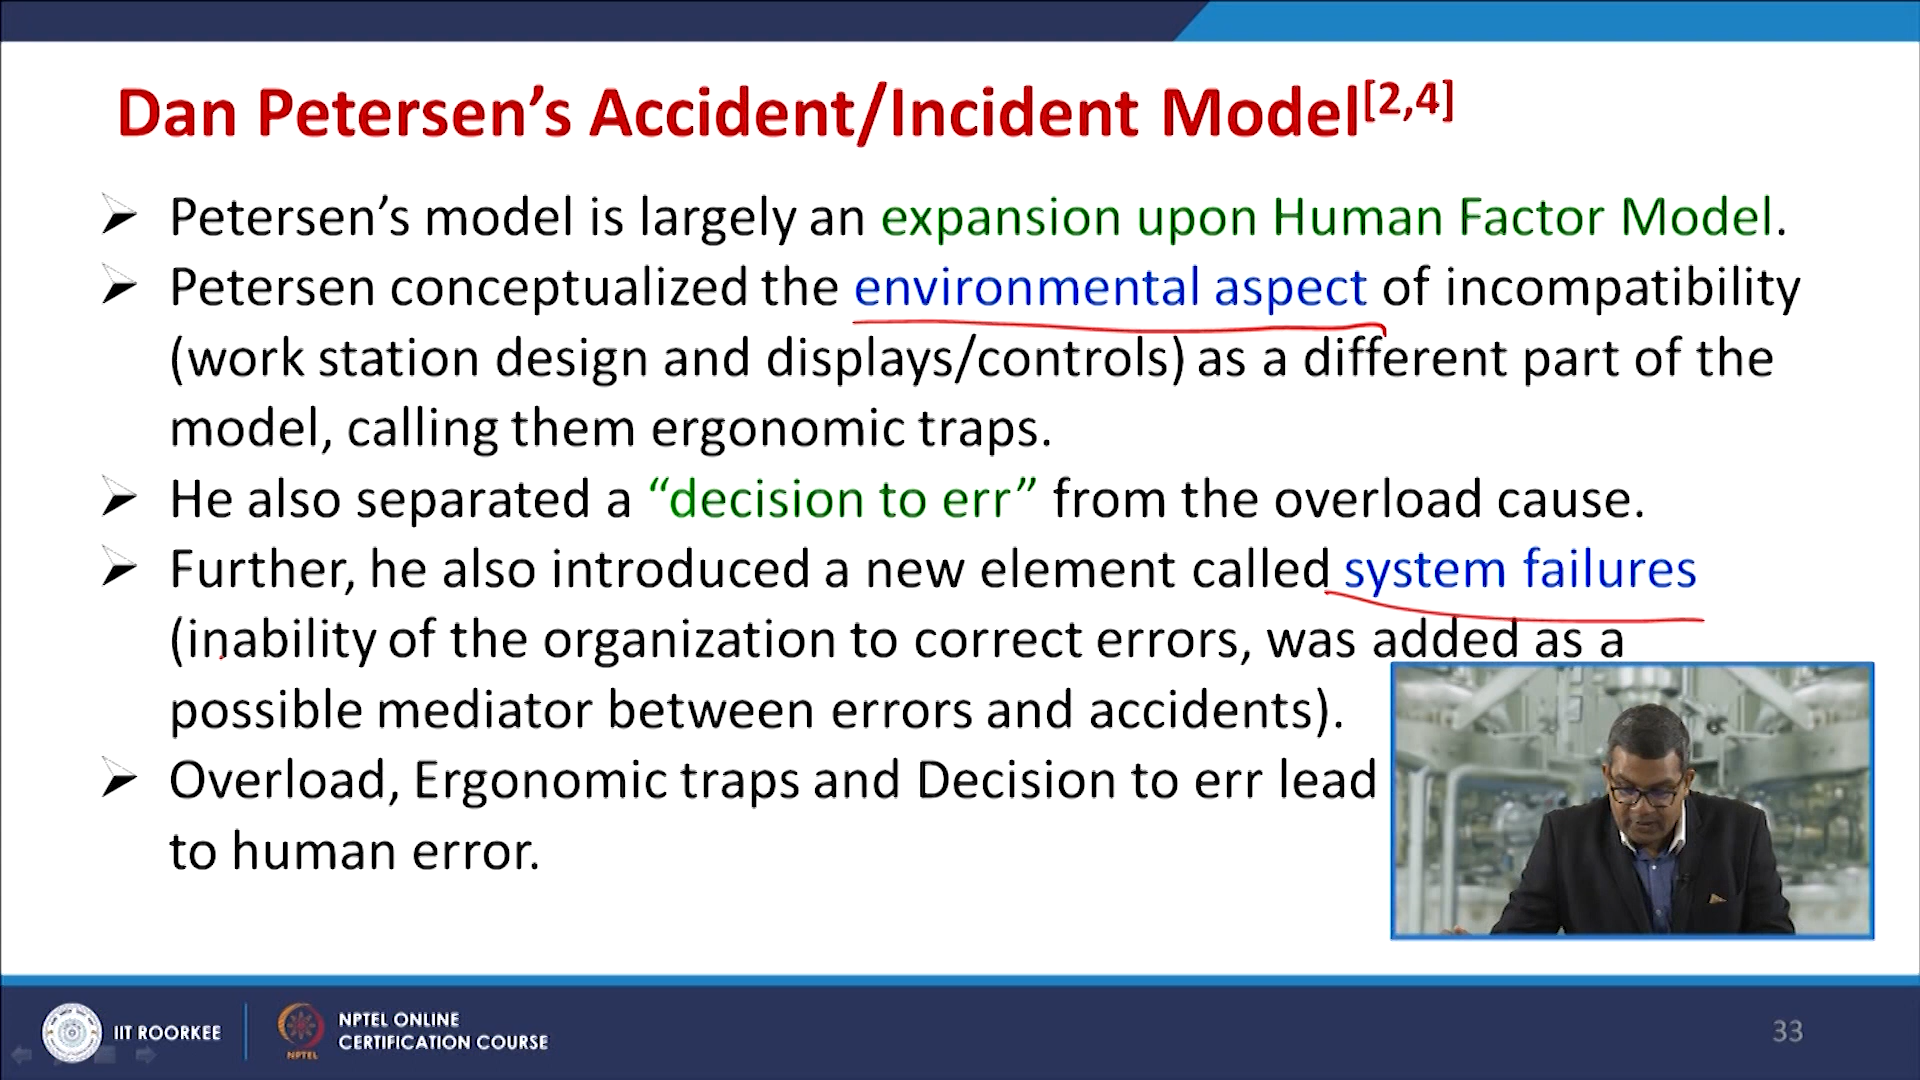 Dan Petersen’s Accident/Incident Model[2,4]
Petersen’s model is largely an expansion upon Human Factor Model.
Petersen conceptualized the environmental aspect of incompatibility
(work station design and displays/controls) as a different part of the
model, calling them ergonomic traps.
He also separated a “decision to err” from the overload cause.
Further, he also introduced a new element called system failures
(inability of the organization to correct errors, was added as a
possible mediator between errors and accidents).
Overload, Ergonomic traps and Decision to err lead
to human error.
IIT ROORKEE
NPTEL
NPTEL ONLINE
CERTIFICATION COURSE
33